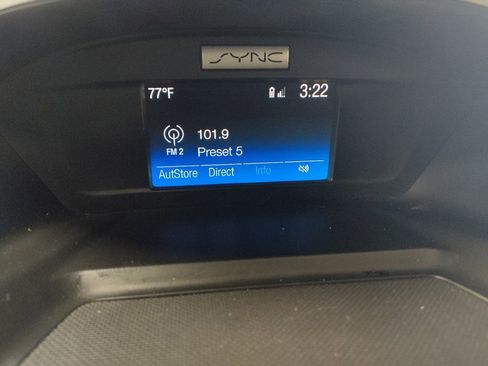 SYNC
77°F 3:22
101.9
FM 2 Preset 5
AutStore Direct Info